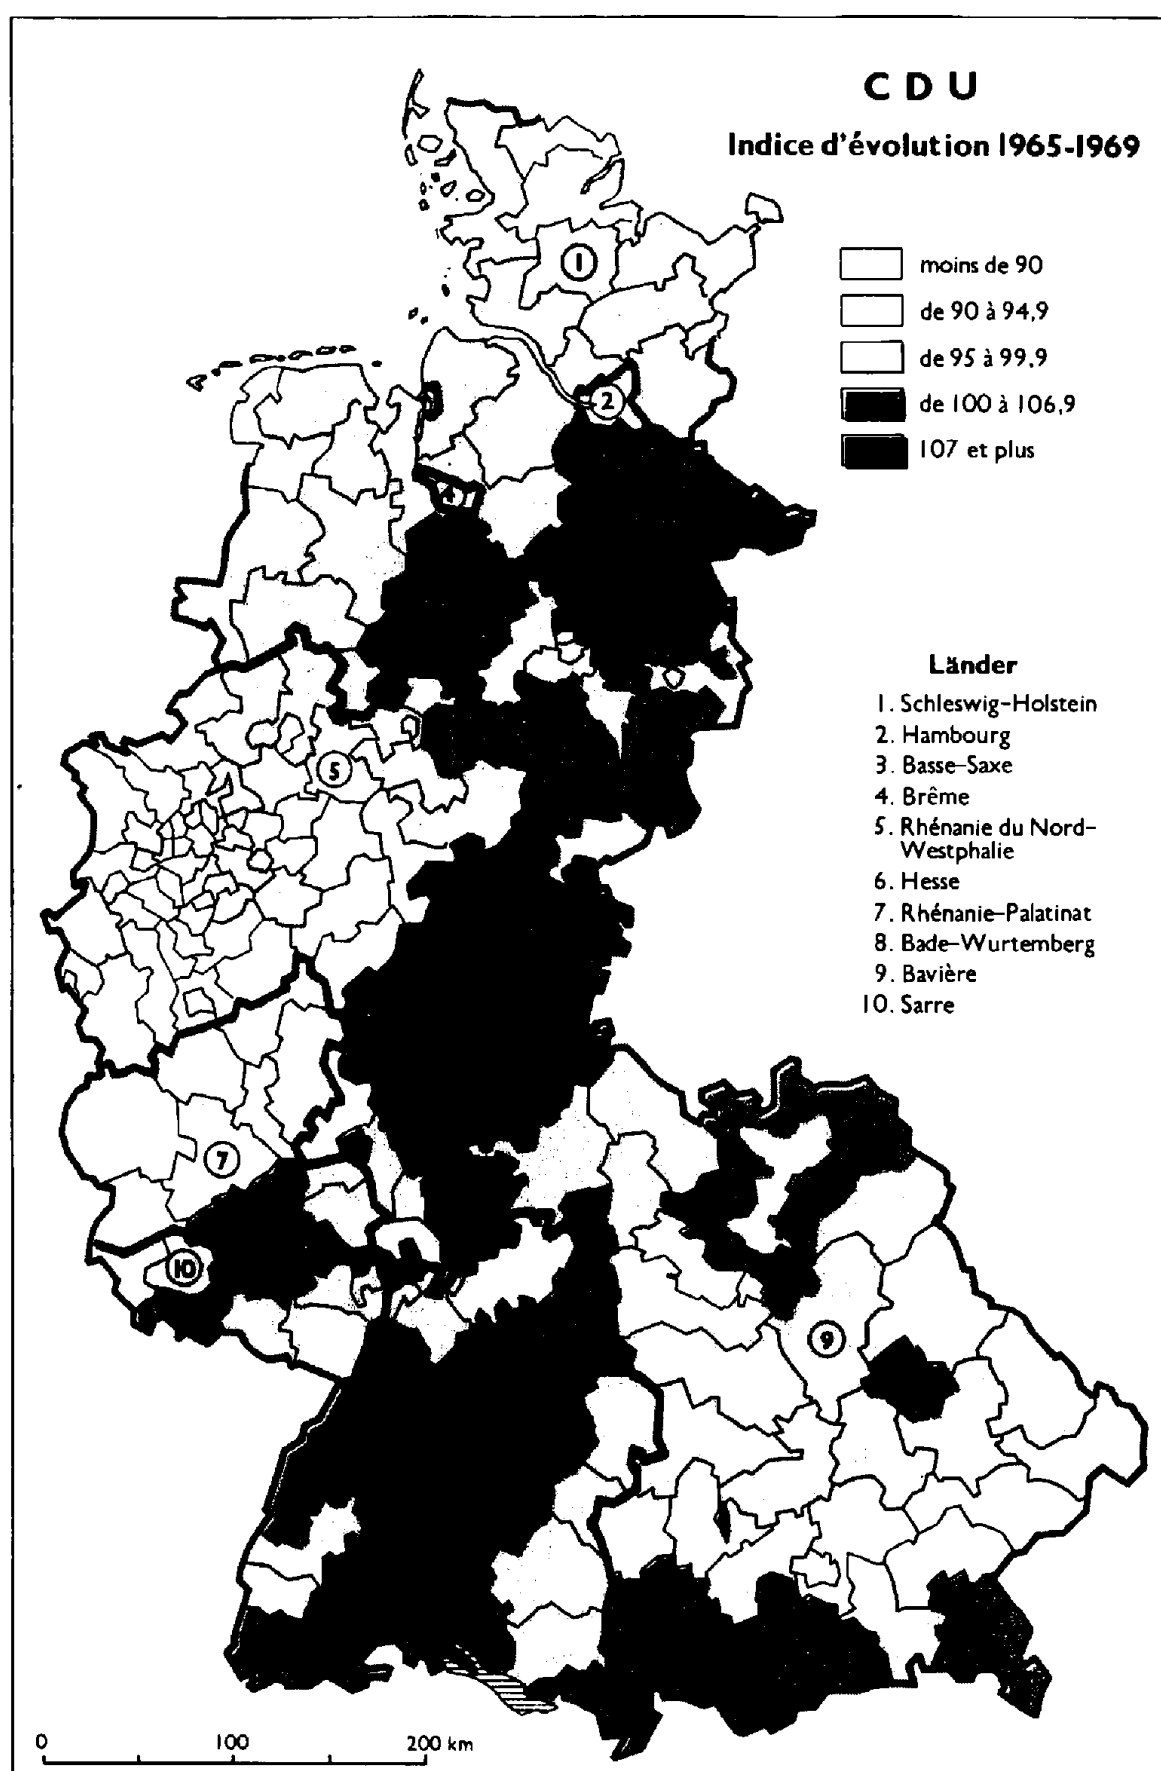 CDU
Indice d'évolution 1965-1969
moins de 90
de 90 à 94,9
de 95 à 99,9
de 100 à 106,9
107 et plus
Länder
1. Schleswig-Holstein
2. Hambourg
3. Basse-Saxe
4. Brême
5. Rhénanie du Nord-
Westphalie
6. Hesse
7. Rhénanie-Palatinat
8. Bade-Wurtemberg
9. Bavière
10. Sarre
1
2
4
5
7
10
9
0 100 200 km